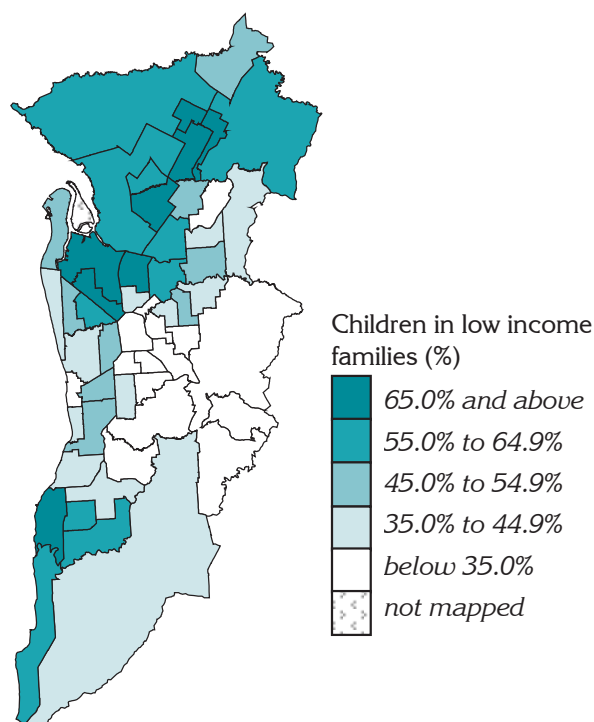 Children in low income
families (%)
65.0% and above
55.0% to 64.9%
45.0% to 54.9%
35.0% to 44.9%
below 35.0%
not mapped